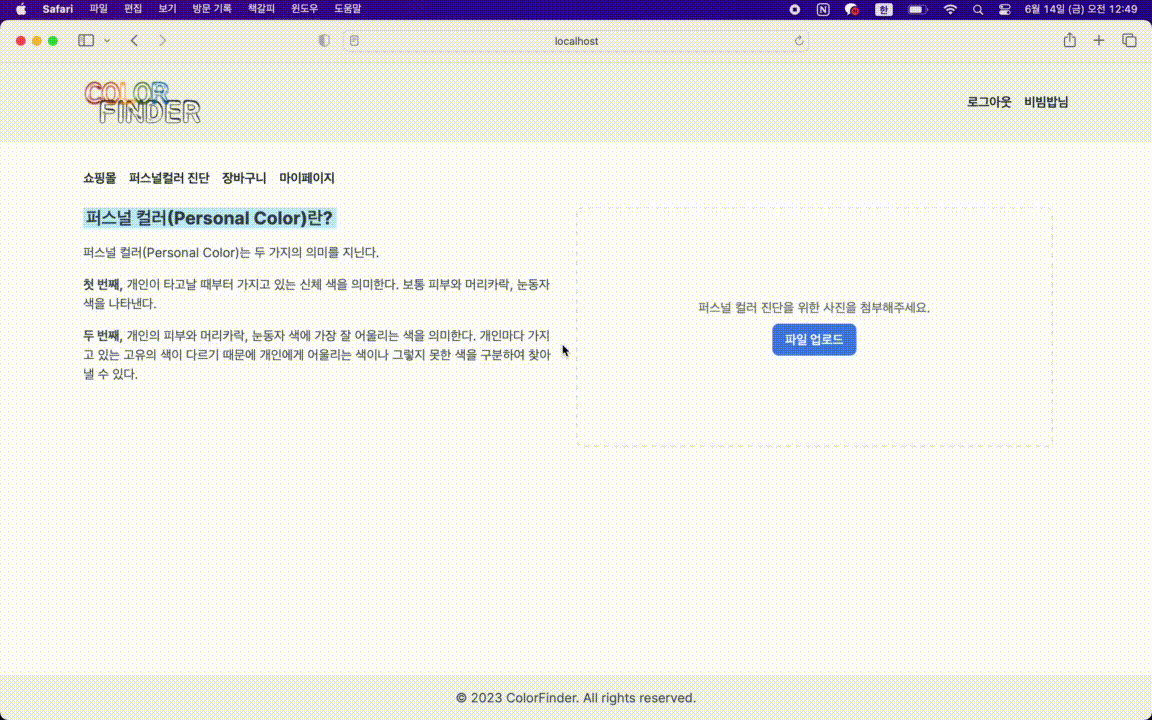 Safari 파일 편집 보기 방문 기록 책갈피 윈도우 도움말 한 6월 14일 (금) 오전 12:49
localhost
COLOR
FINDER
로그아웃 비빔밥님
쇼핑몰 퍼스널컬러 진단 장바구니 마이페이지
퍼스널 컬러(Personal Color)란?
퍼스널 컬러(Personal Color)는 두 가지의 의미를 지닌다.
첫 번째, 개인이 타고날 때부터 가지고 있는 신체 색을 의미한다. 보통 피부와 머리카락, 눈동자
색을 나타낸다.
두 번째, 개인의 피부와 머리카락, 눈동자 색에 가장 잘 어울리는 색을 의미한다. 개인마다 가지
고 있는 고유의 색이 다르기 때문에 개인에게 어울리는 색이나 그렇지 못한 색을 구분하여 찾아
낼 수 있다.
퍼스널 컬러 진단을 위한 사진을 첨부해주세요.
파일 업로드
© 2023 ColorFinder. All rights reserved.